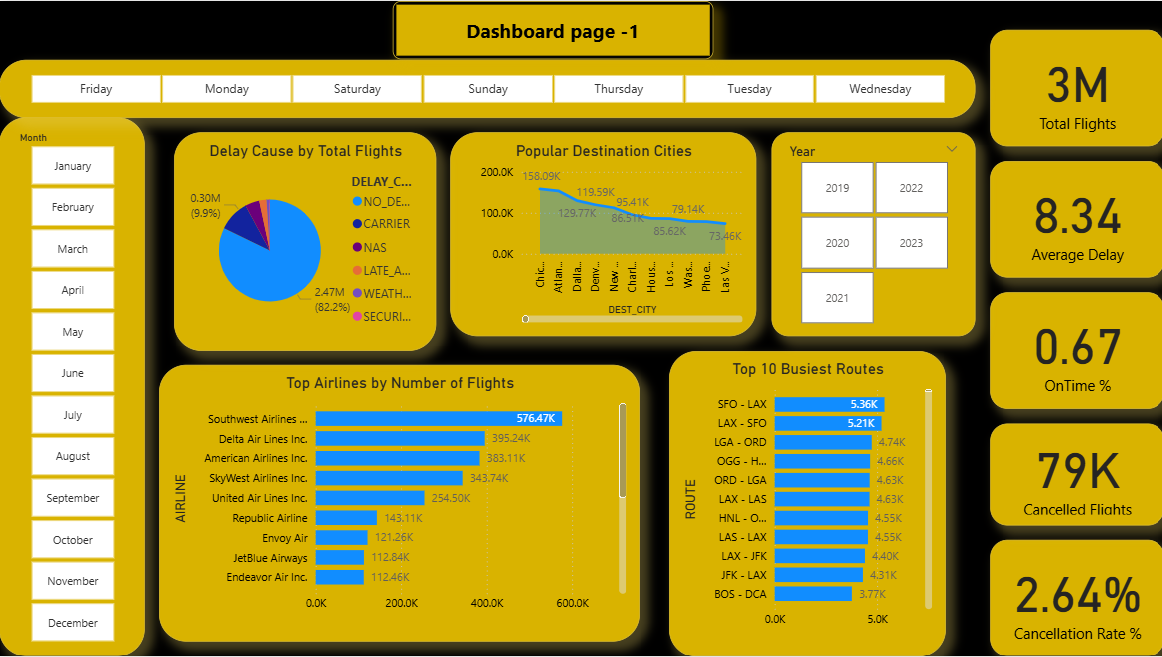 Dashboard page -1
Friday
Monday
Saturday
Sunday
Thursday
Tuesday
Wednesday
3M
Total Flights
Month
January
February
March
April
May
June
July
August
September
October
November
December
Delay Cause by Total Flights
DELAY_C...
0.30M
(9.9%)
2.47M
(82.2%)
NO_DE...
CARRIER
NAS
LATE_A...
WEATH...
SECURI...
Popular Destination Cities
200.0K
100.0K
0.0K
158.09K
129.77K
119.59K
86.51K
95.41K
85.62K
79.14K
73.46K
Chic...
Atlan...
Dalla...
Denv...
New ...
Charl...
Hous...
Los ...
Was...
Phoe...
Las V...
DEST_CITY
Year
2019
2022
2020
2023
2021
8.34
Average Delay
0.67
OnTime %
79K
Cancelled Flights
2.64%
Cancellation Rate %
Top Airlines by Number of Flights
AIRLINE
Southwest Airlines ... 576.47K
Delta Air Lines Inc. 395.24K
American Airlines Inc. 383.11K
SkyWest Airlines Inc. 343.74K
United Air Lines Inc. 254.50K
Republic Airline 143.11K
Envoy Air 121.26K
JetBlue Airways 112.84K
Endeavor Air Inc. 112.46K
0.0K 200.0K 400.0K 600.0K
Top 10 Busiest Routes
ROUTE
SFO - LAX 5.36K
LAX - SFO 5.21K
LGA - ORD 4.74K
OGG - H... 4.66K
ORD - LGA 4.63K
LAX - LAS 4.63K
HNL - O... 4.55K
LAS - LAX 4.55K
LAX - JFK 4.40K
JFK - LAX 4.31K
BOS - DCA 3.77K
0.0K 5.0K